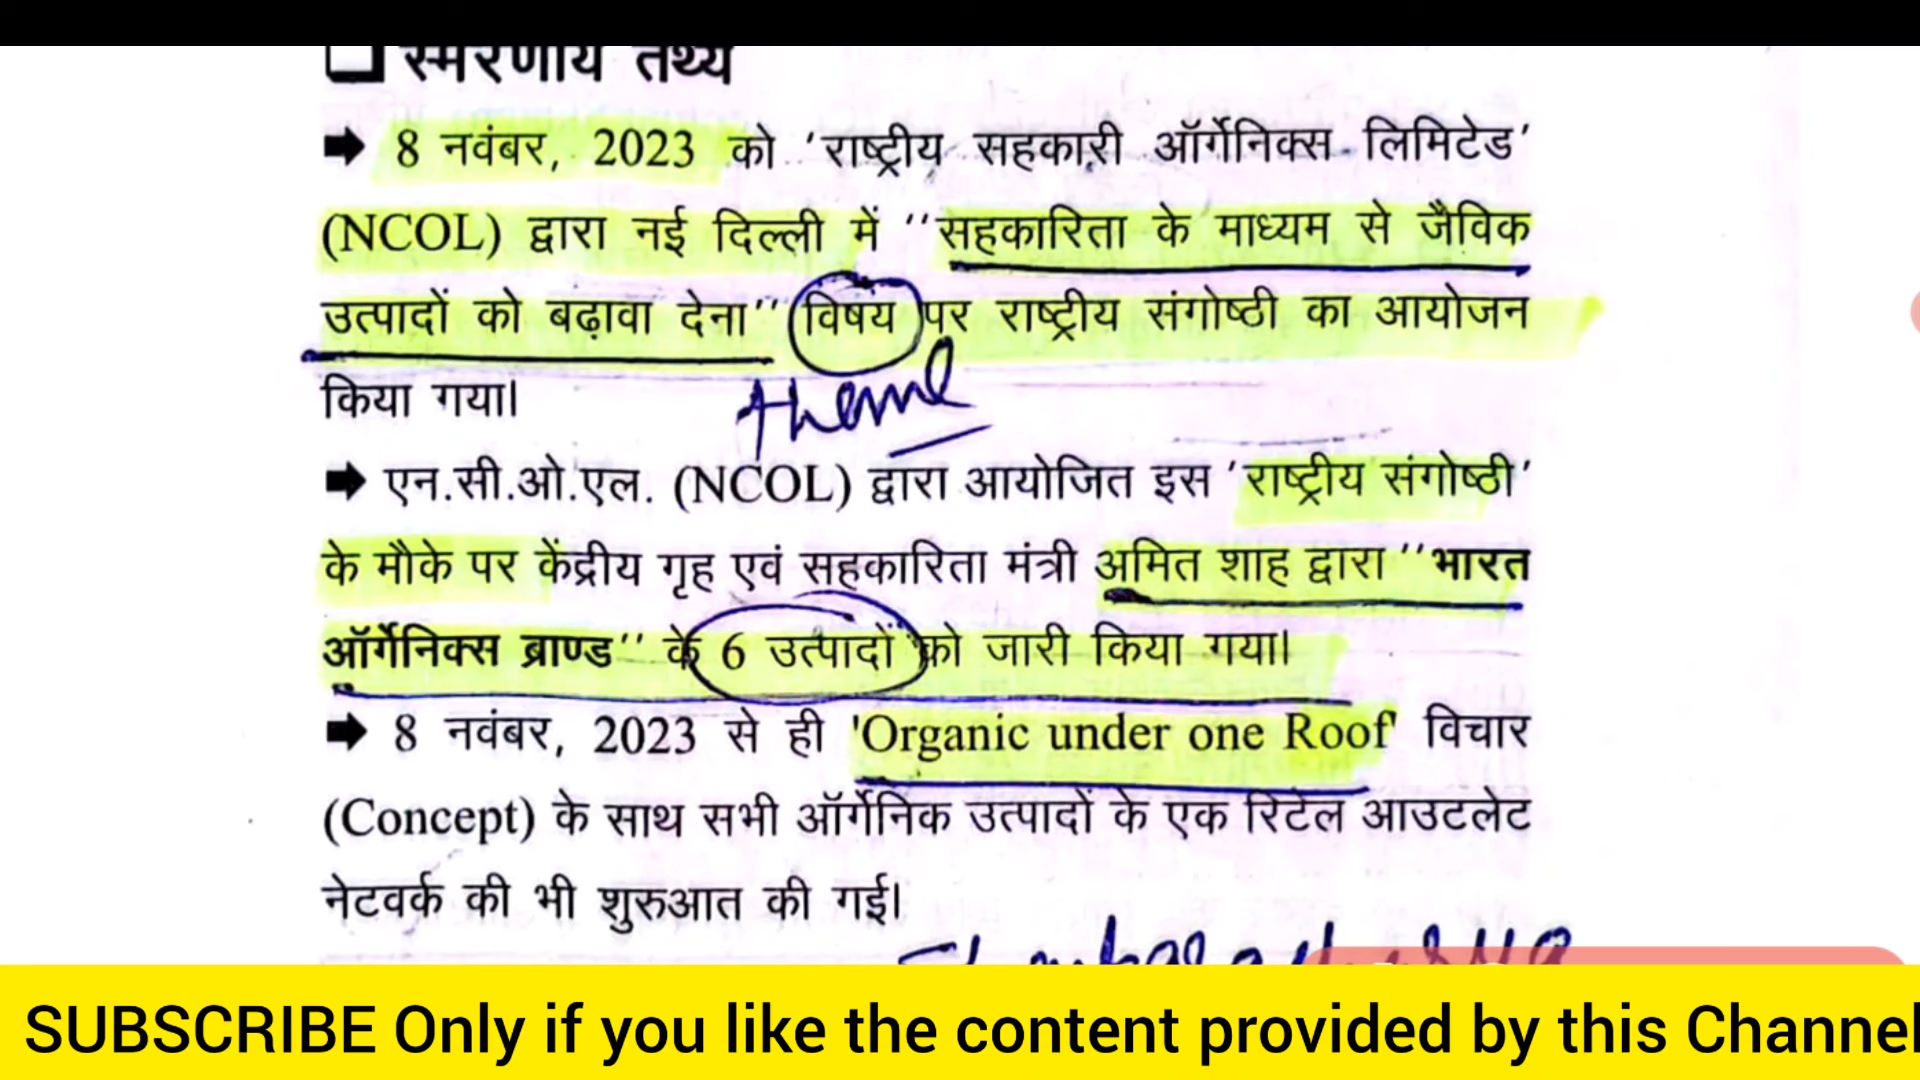 ❑ स्मरणीय तथ्य
➡ 8 नवंबर, 2023 को 'राष्ट्रीय सहकारी ऑर्गेनिक्स लिमिटेड'
(NCOL) द्वारा नई दिल्ली में ''सहकारिता के माध्यम से जैविक
उत्पादों को बढ़ावा देना'' विषय पर राष्ट्रीय संगोष्ठी का आयोजन
किया गया।
theme
➡ एन.सी.ओ.एल. (NCOL) द्वारा आयोजित इस 'राष्ट्रीय संगोष्ठी'
के मौके पर केंद्रीय गृह एवं सहकारिता मंत्री अमित शाह द्वारा ''भारत
ऑर्गेनिक्स ब्राण्ड'' के 6 उत्पादों को जारी किया गया।
➡ 8 नवंबर, 2023 से ही 'Organic under one Roof' विचार
(Concept) के साथ सभी ऑर्गेनिक उत्पादों के एक रिटेल आउटलेट
नेटवर्क की भी शुरुआत की गई।
SUBSCRIBE Only if you like the content provided by this Channel